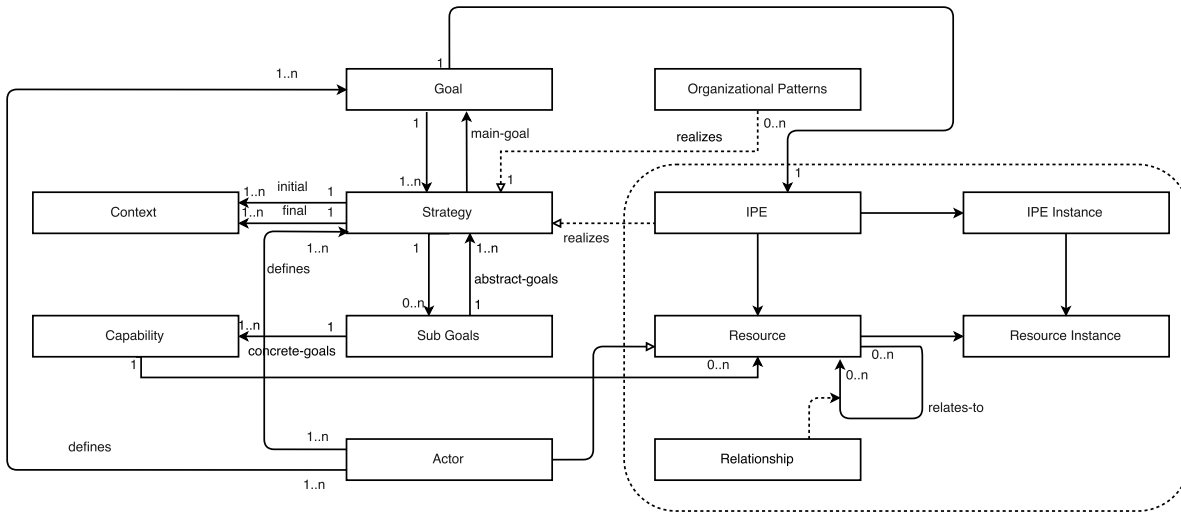 1
1..n
Goal
Organizational Patterns
1
main-goal
realizes
0..n
1..n
1
1
initial
1..n
1
Context
final
1..n
1
Strategy
IPE
IPE Instance
defines
1..n
1
1..n
realizes
abstract-goals
0..n
1
Capability
1..n
1
Sub Goals
Resource
Resource Instance
concrete-goals
1
0..n
0..n
0..n
relates-to
defines
1..n
Actor
Relationship
1..n